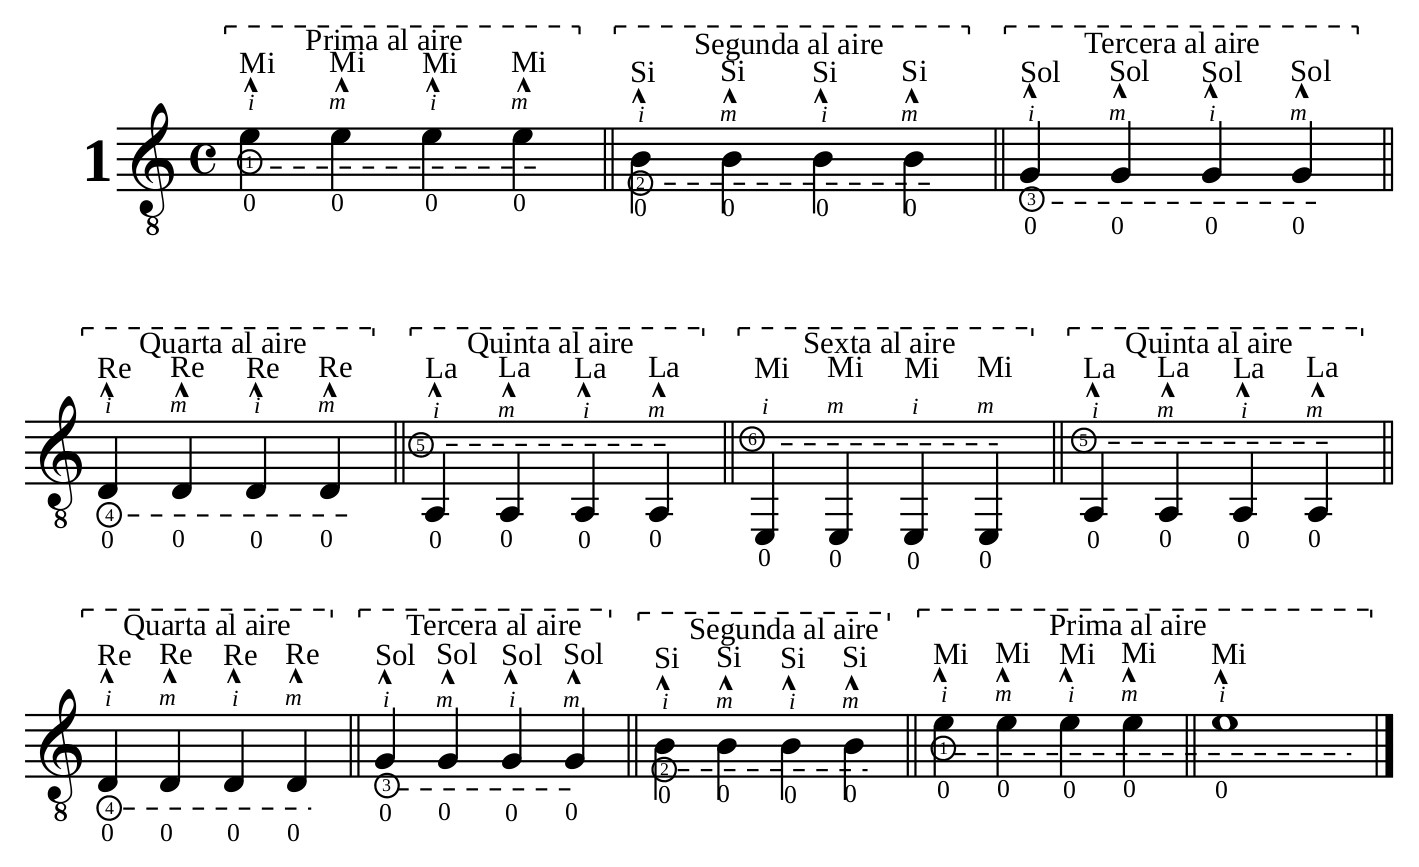 Prima al aire Segunda al aire Tercera al aire
Mi Mi Mi Mi Si Si Si Si Sol Sol Sol Sol
i m i m i m i m i m i m
1
1 2 3
0 0 0 0 0 0 0 0 0 0 0 0
8
Quarta al aire Quinta al aire Sexta al aire Quinta al aire
Re Re Re Re La La La La Mi Mi Mi Mi La La La La
i m i m i m i m i m i m i m i m
5 6 5
4
8
0 0 0 0 0 0 0 0 0 0 0 0 0 0 0 0
Quarta al aire Tercera al aire Segunda al aire Prima al aire
Re Re Re Re Sol Sol Sol Sol Si Si Si Si Mi Mi Mi Mi Mi
i m i m i m i m i m i m i m i m i
4 3 2 1
8
0 0 0 0 0 0 0 0 0 0 0 0 0 0 0 0 0